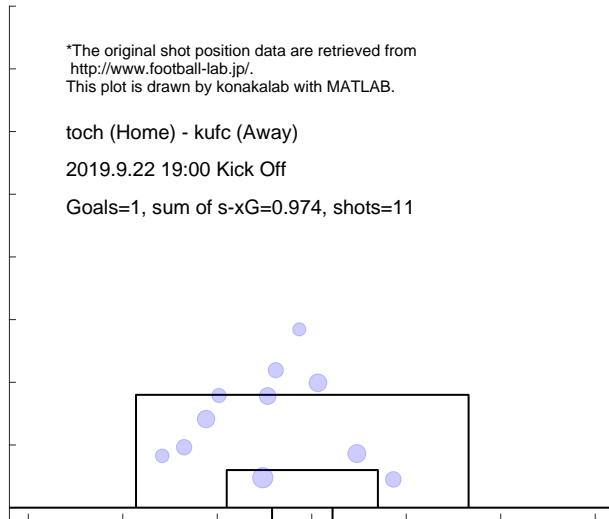 *The original shot position data are retrieved from
http://www.football-lab.jp/.
This plot is drawn by konakalab with MATLAB.
toch (Home) - kufc (Away)
2019.9.22 19:00 Kick Off
Goals=1, sum of s-xG=0.974, shots=11